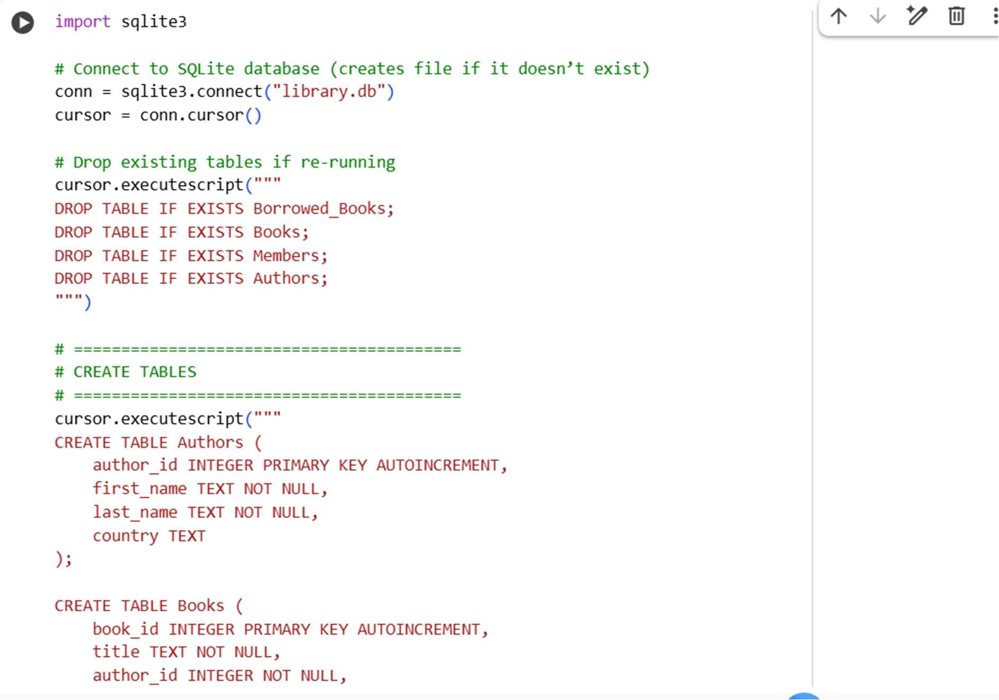 import sqlite3
# Connect to SQLite database (creates file if it doesn’t exist)
conn = sqlite3.connect("library.db")
cursor = conn.cursor()
# Drop existing tables if re-running
cursor.executescript("""
DROP TABLE IF EXISTS Borrowed_Books;
DROP TABLE IF EXISTS Books;
DROP TABLE IF EXISTS Members;
DROP TABLE IF EXISTS Authors;
""")
# =========================================
# CREATE TABLES
# =========================================
cursor.executescript("""
CREATE TABLE Authors (
    author_id INTEGER PRIMARY KEY AUTOINCREMENT,
    first_name TEXT NOT NULL,
    last_name TEXT NOT NULL,
    country TEXT
);
CREATE TABLE Books (
    book_id INTEGER PRIMARY KEY AUTOINCREMENT,
    title TEXT NOT NULL,
    author_id INTEGER NOT NULL,